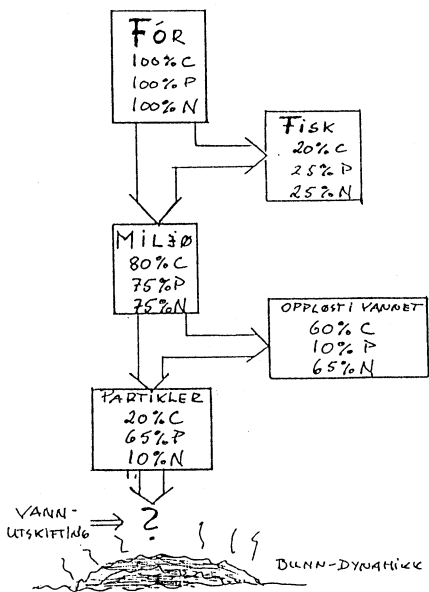 FÓR
100% C
100% P
100% N
FISK
20% C
25% P
25% N
MILJØ
80% C
75% P
75% N
OPPLØST I VANNET
60% C
10% P
65% N
PARTIKLER
20% C
65% P
10% N
VANN-
UTSKIFTING
?
BUNN-DYNAMIKK